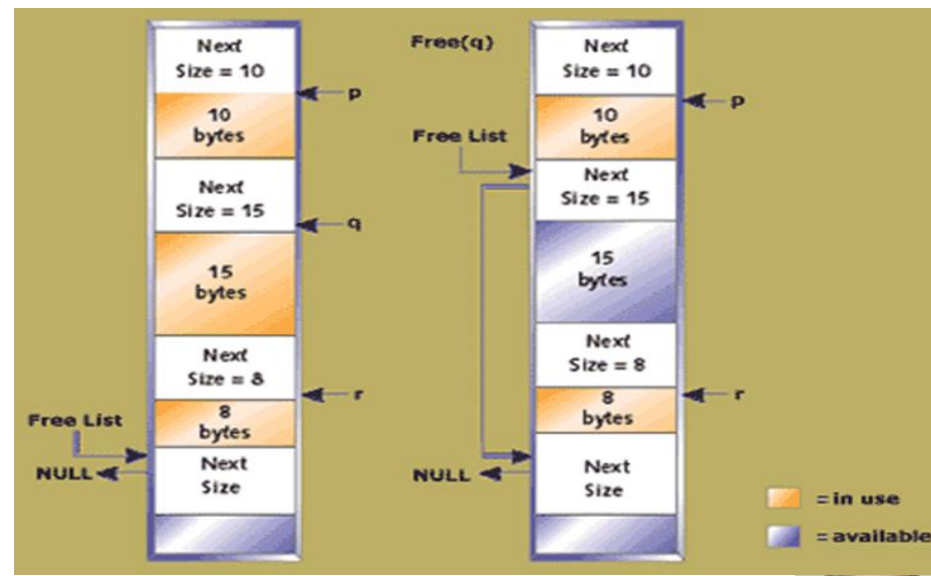 Next
Size = 10
p
10
bytes
Next
Size = 15
q
15
bytes
Next
Size = 8
r
8
bytes
Free List
NULL
Next
Size
Free(q)
Next
Size = 10
p
10
bytes
Free List
Next
Size = 15
15
bytes
Next
Size = 8
r
8
bytes
NULL
Next
Size
= in use
= available